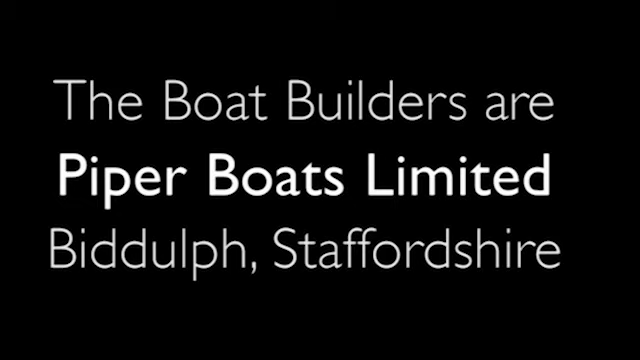 The Boat Builders are
Piper Boats Limited
Biddulph, Staffordshire